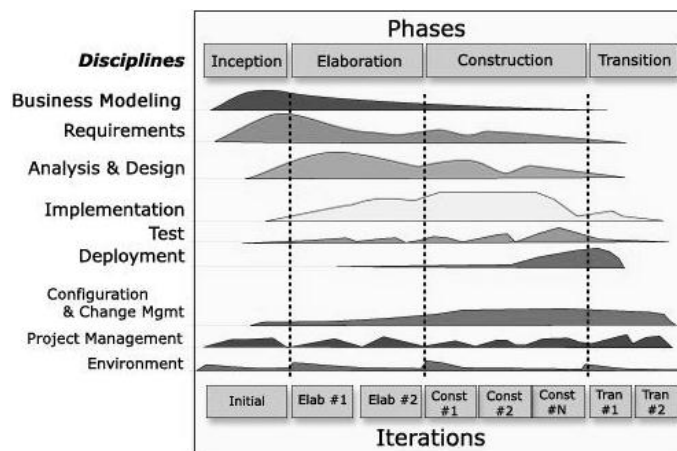 Phases
Disciplines
Inception
Elaboration
Construction
Transition
Business Modeling
Requirements
Analysis & Design
Implementation
Test
Deployment
Configuration
& Change Mgmt
Project Management
Environment
Initial
Elab #1
Elab #2
Const
#1
Const
#2
Const
#N
Tran
#1
Tran
#2
Iterations